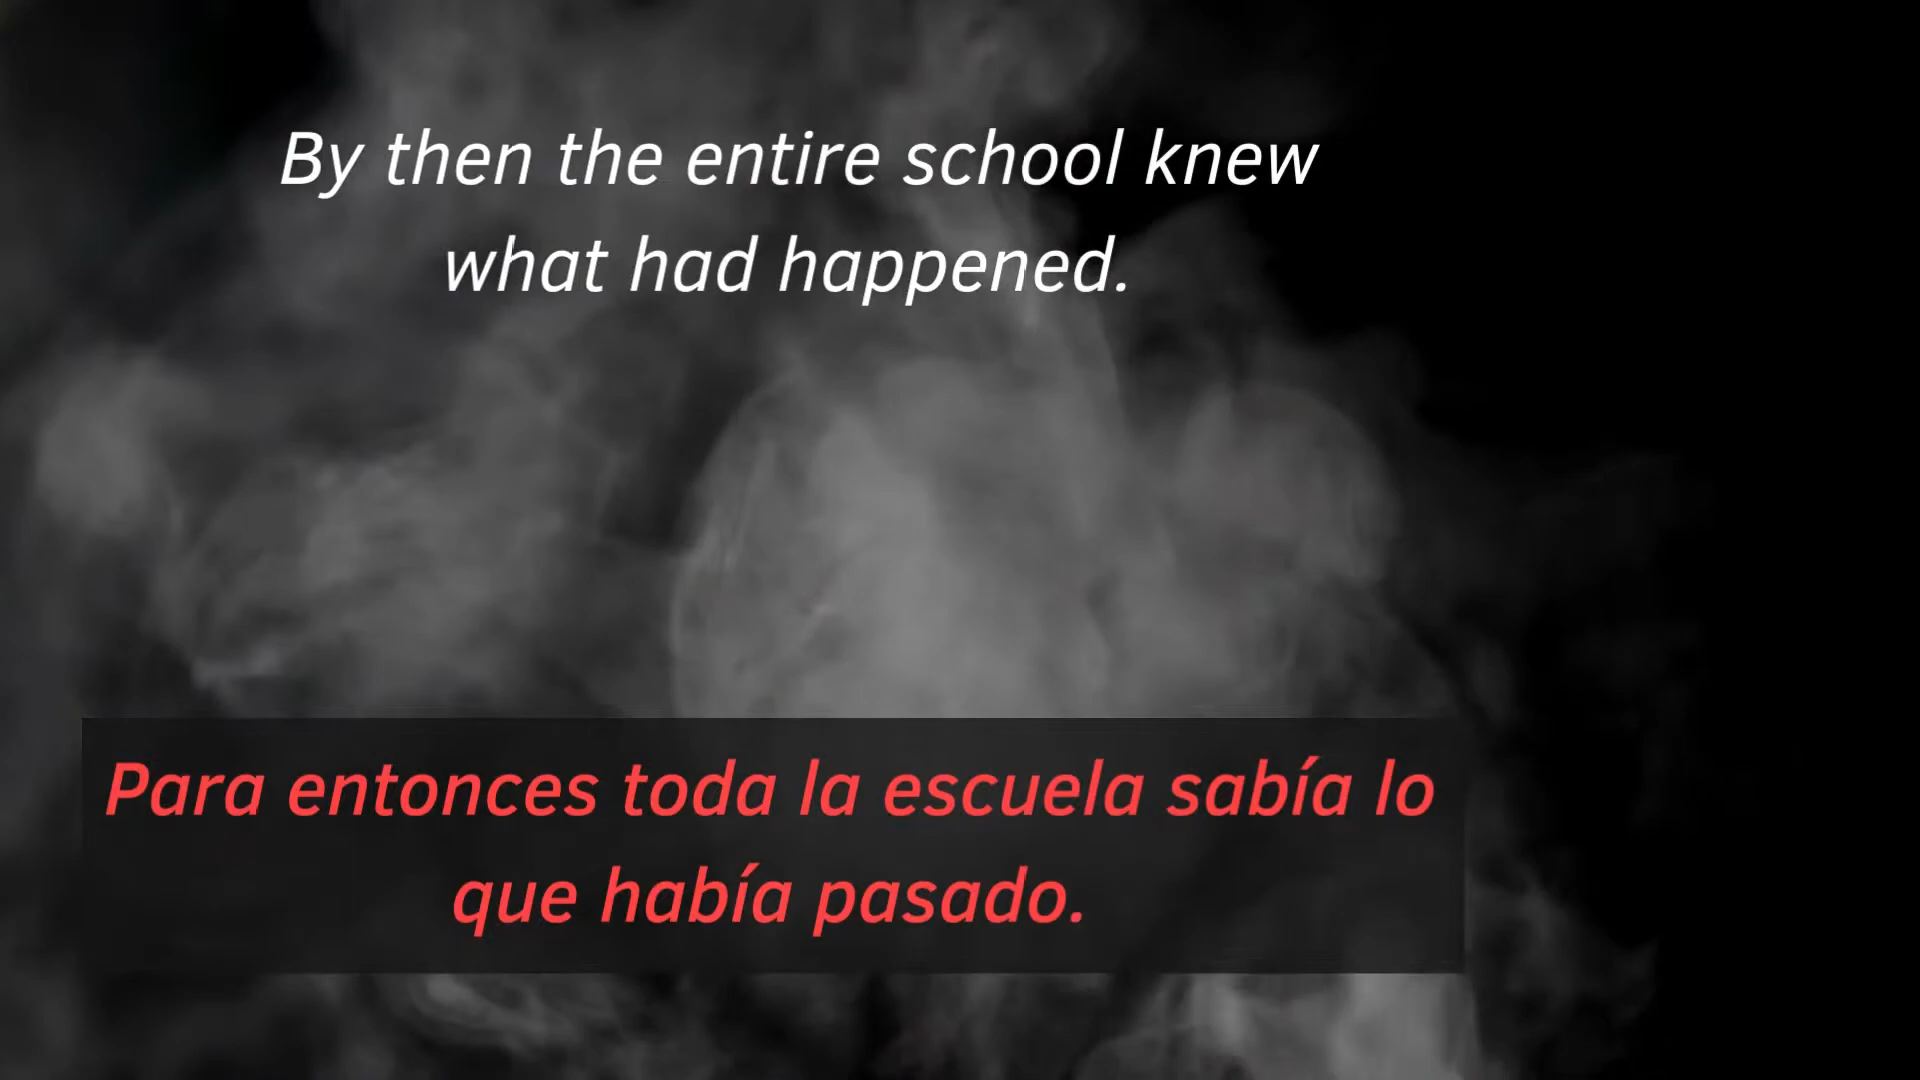 By then the entire school knew
what had happened.
Para entonces toda la escuela sabía lo
que había pasado.